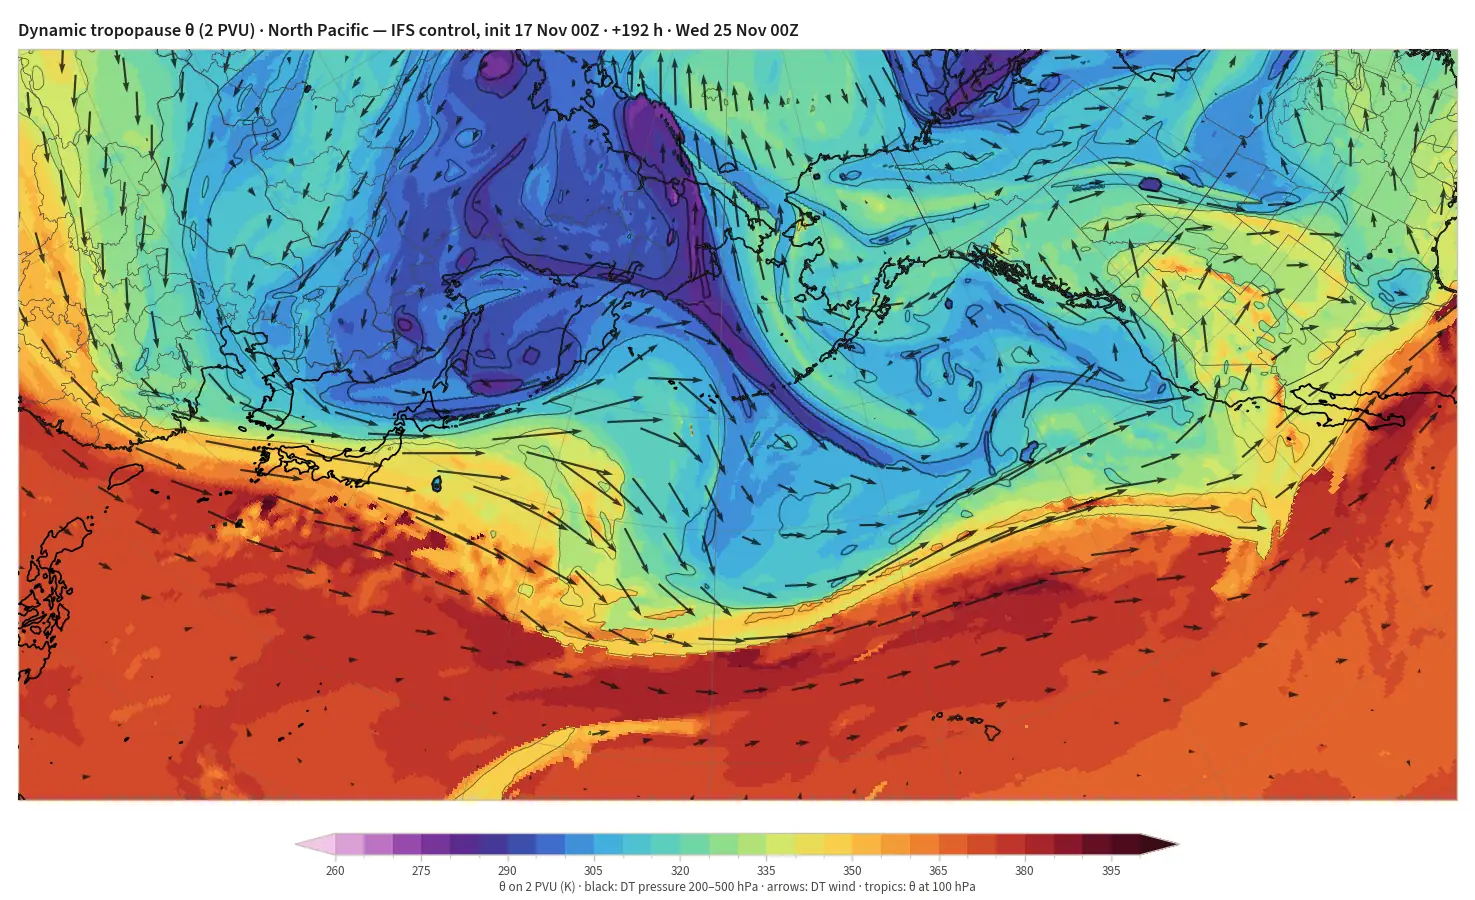 Dynamic tropopause θ (2 PVU) · North Pacific — IFS control, init 17 Nov 00Z · +192 h · Wed 25 Nov 00Z
260 275 290 305 320 335 350 365 380 395
θ on 2 PVU (K) · black: DT pressure 200–500 hPa · arrows: DT wind · tropics: θ at 100 hPa